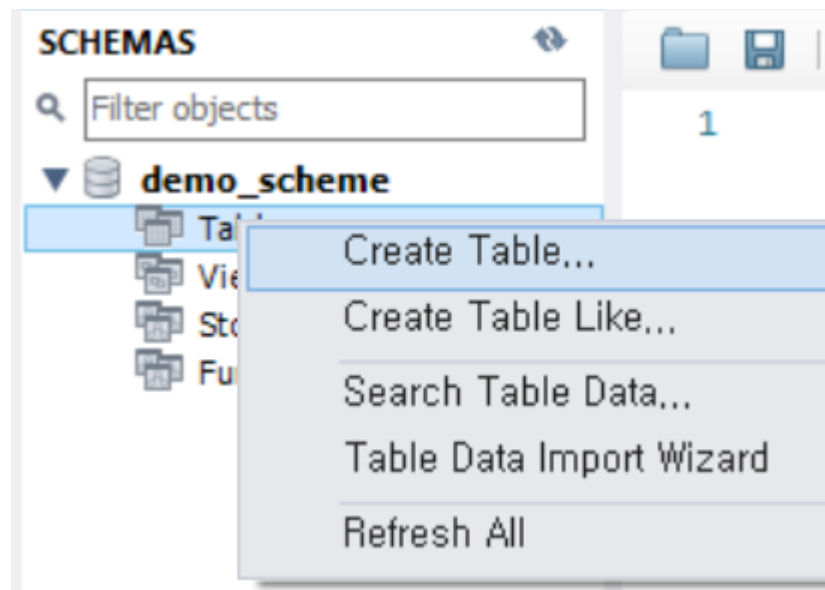 SCHEMAS
Filter objects
1
demo_scheme
Create Table...
Create Table Like...
Search Table Data...
Table Data Import Wizard
Refresh All